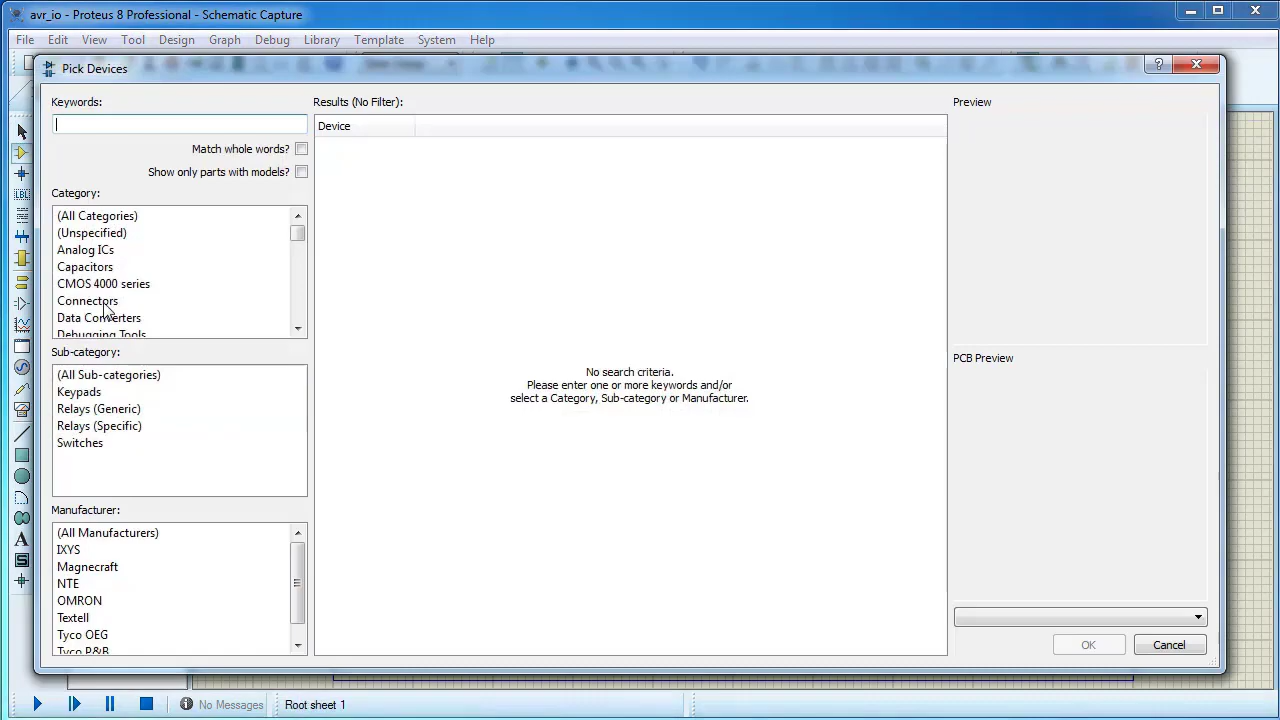 avr_io - Proteus 8 Professional - Schematic Capture
File Edit View Tool Design Graph Debug Library Template System Help
Pick Devices
Keywords:
Results (No Filter):
Preview
Device
Match whole words?
Show only parts with models?
Category:
(All Categories)
(Unspecified)
Analog ICs
Capacitors
CMOS 4000 series
Connectors
Data Converters
Debugging Tools
Sub-category:
(All Sub-categories)
Keypads
Relays (Generic)
Relays (Specific)
Switches
No search criteria.
Please enter one or more keywords and/or
select a Category, Sub-category or Manufacturer.
PCB Preview
Manufacturer:
(All Manufacturers)
IXYS
Magnecraft
NTE
OMRON
Textell
Tyco OEG
Tyco P&B
OK
Cancel
LBL
A
S
No Messages
Root sheet 1